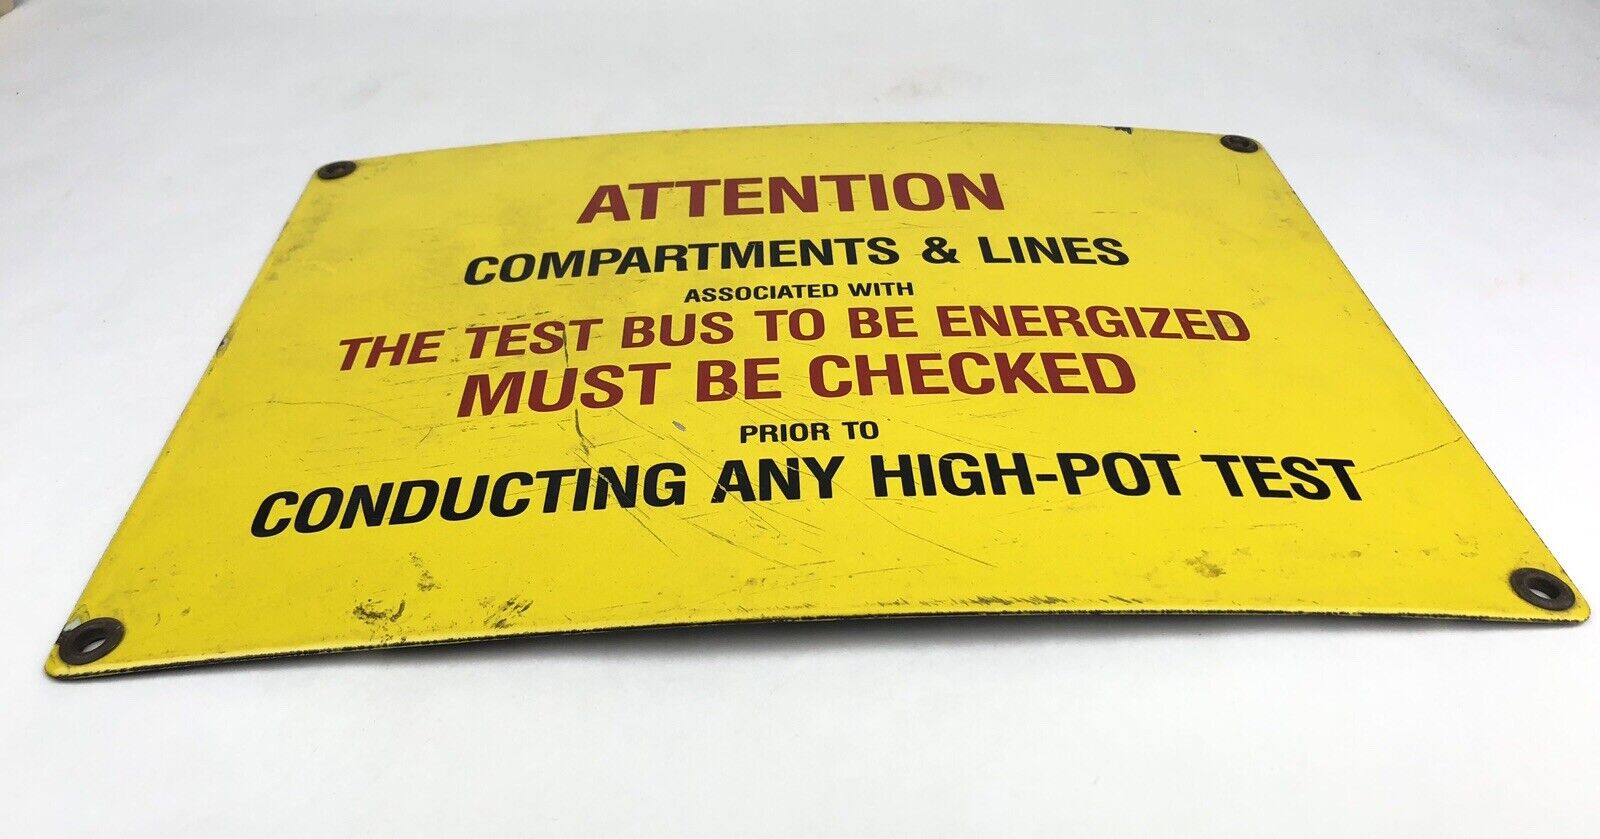 ATTENTION
COMPARTMENTS & LINES
ASSOCIATED WITH
THE TEST BUS TO BE ENERGIZED
MUST BE CHECKED
PRIOR TO
CONDUCTING ANY HIGH-POT TEST